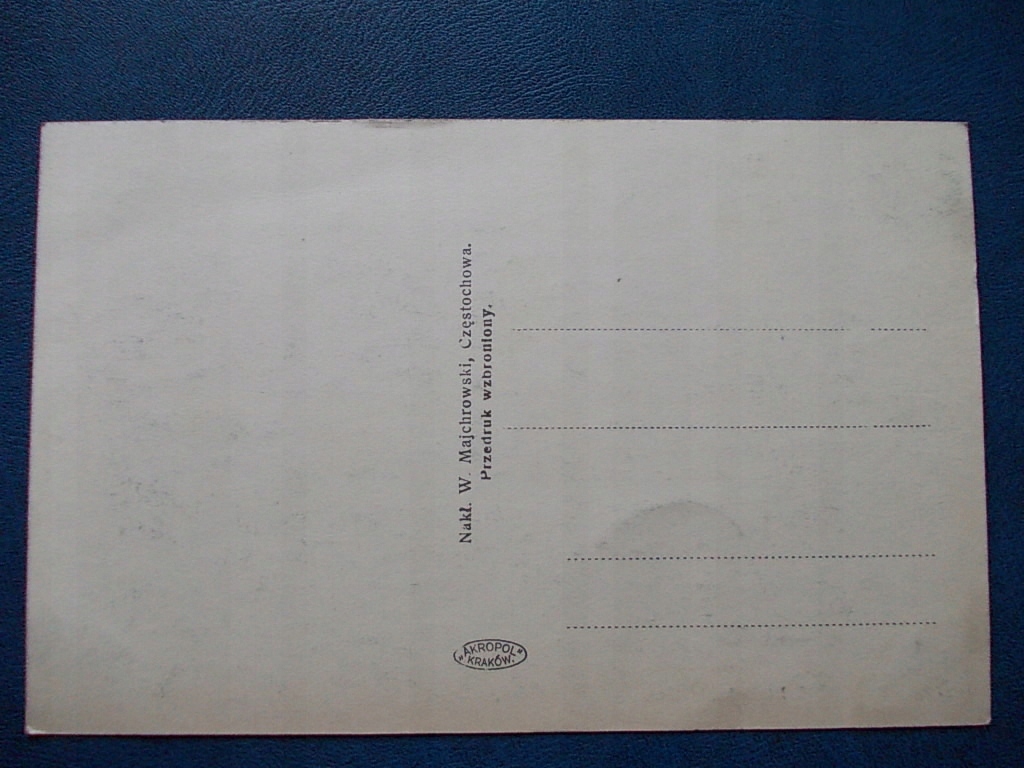 Nakł. W. Majchrowski, Częstochowa.
Przedruk wzbroniony.
"AKROPOL"
KRAKÓW.